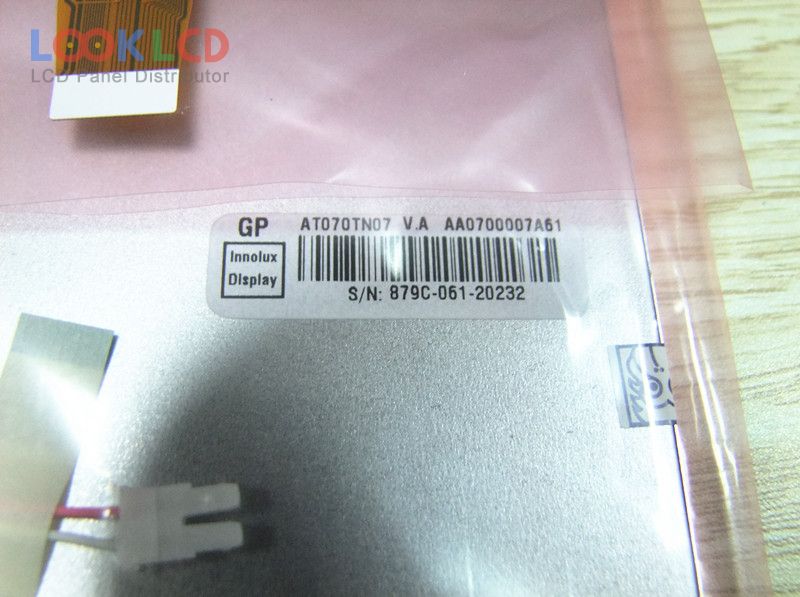 LOOK LCD
LCD Panel Distributor
GP AT070TN07 V.A AA0700007A61
Innolux
Display
S/N: 879C-061-20232